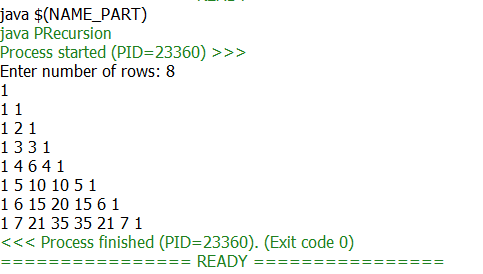 java $(NAME_PART)
java PRecursion
Process started (PID=23360) >>>
Enter number of rows: 8
1
1 1
1 2 1
1 3 3 1
1 4 6 4 1
1 5 10 10 5 1
1 6 15 20 15 6 1
1 7 21 35 35 21 7 1
<<< Process finished (PID=23360). (Exit code 0)
================ READY ================